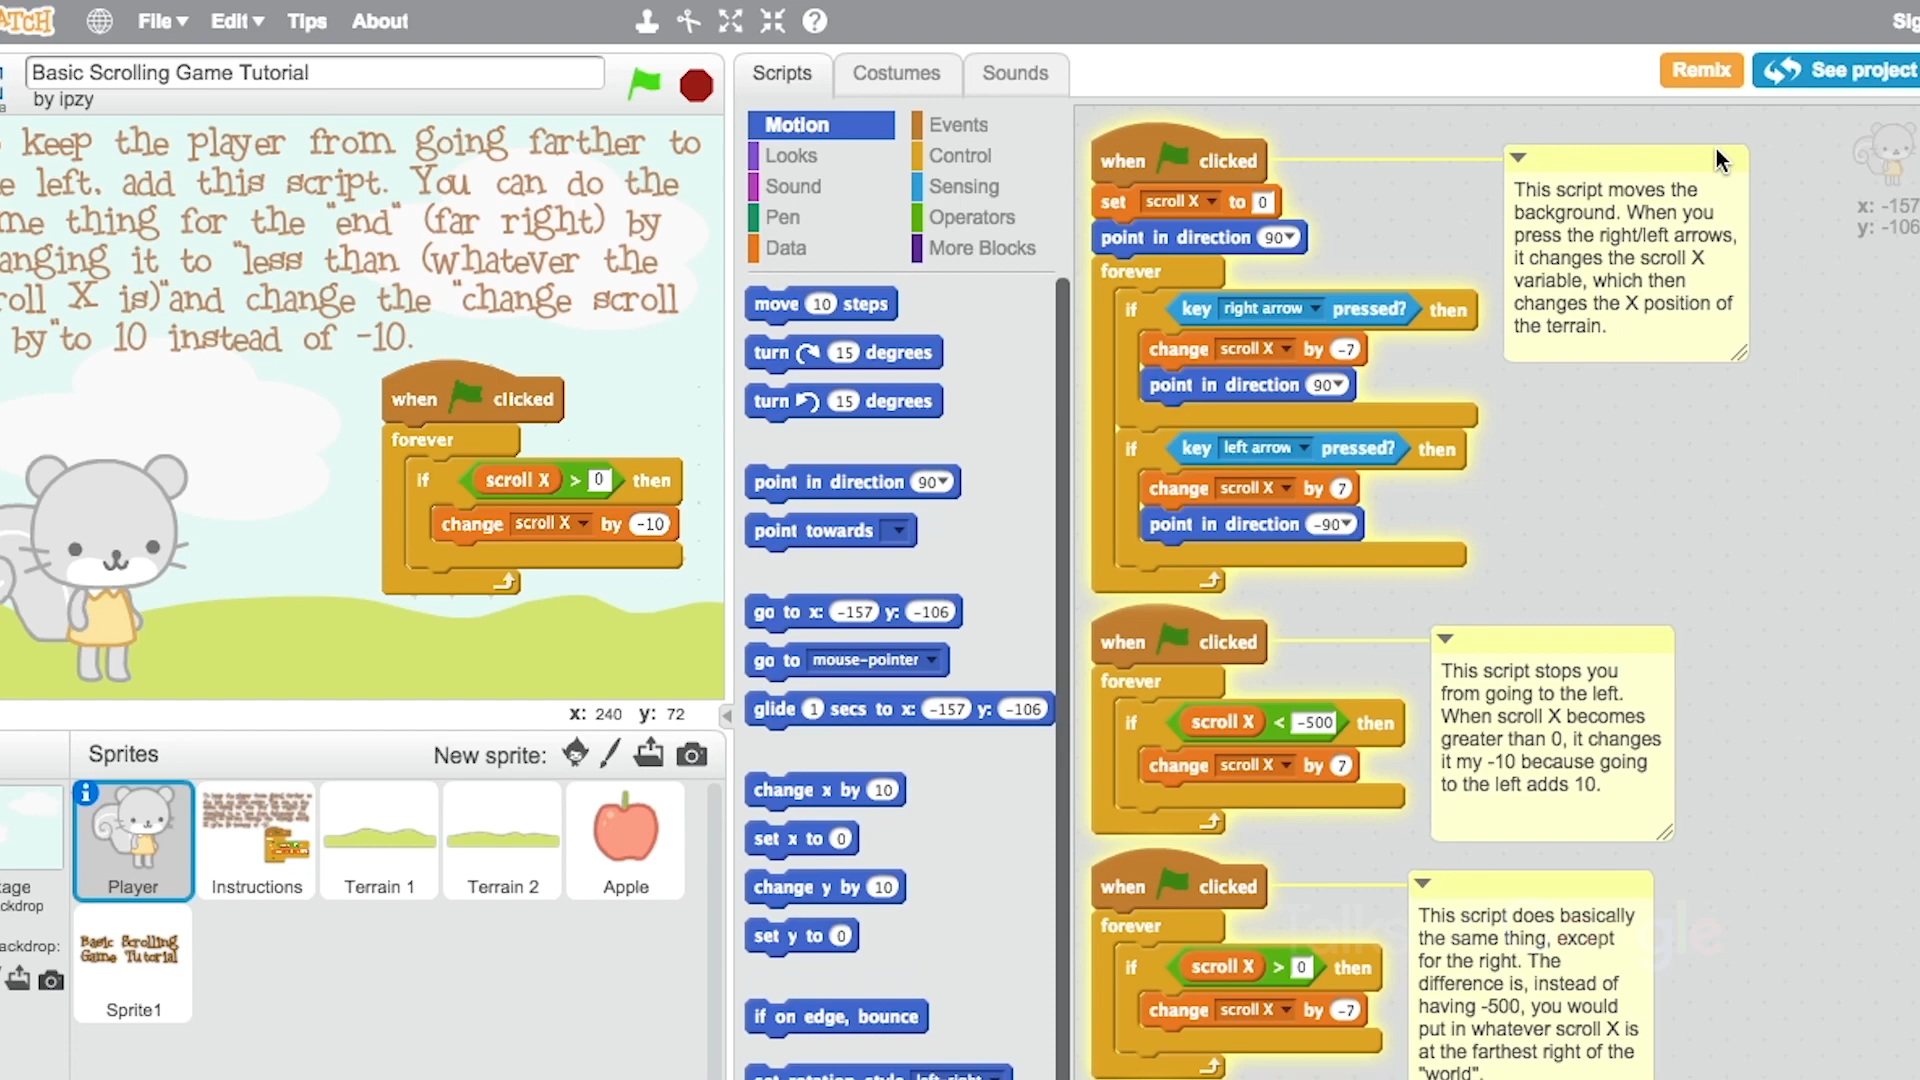 File Edit Tips About
Basic Scrolling Game Tutorial
by ipzy
keep the player from going farther to
left. add this script. You can do the
thing for the "end" (far right) by
it to "less than (whatever the
X is)"and change the "change scroll
by"to 10 instead of -10.
when clicked
forever
if scroll X > 0 then
change scroll X by -10
x: 240 y: 72
Sprites New sprite:
Player Instructions Terrain 1 Terrain 2 Apple
Basic Scrolling
Game Tutorial
Sprite1
Scripts Costumes Sounds
Motion Events
Looks Control
Sound Sensing
Pen Operators
Data More Blocks
move 10 steps
turn 15 degrees
turn 15 degrees
point in direction 90
point towards
go to x: -157 y: -106
go to mouse-pointer
glide 1 secs to x: -157 y: -106
change x by 10
set x to 0
change y by 10
set y to 0
if on edge, bounce
set rotation style left-right
Remix See project
x: -157
y: -106
when clicked
set scroll X to 0
point in direction 90
forever
if key right arrow pressed? then
change scroll X by -7
point in direction 90
if key left arrow pressed? then
change scroll X by 7
point in direction -90
This script moves the
background. When you
press the right/left arrows,
it changes the scroll X
variable, which then
changes the X position of
the terrain.
when clicked
forever
if scroll X < -500 then
change scroll X by 7
This script stops you
from going to the left.
When scroll X becomes
greater than 0, it changes
it my -10 because going
to the left adds 10.
when clicked
forever
if scroll X > 0 then
change scroll X by -7
This script does basically
the same thing, except
for the right. The
difference is, instead of
having -500, you would
put in whatever scroll X is
at the farthest right of the
"world".